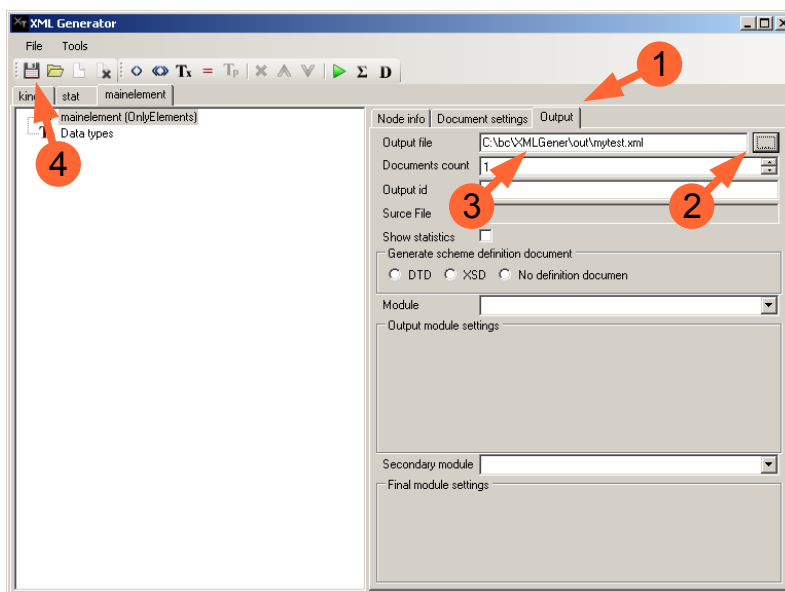 XT XML Generator
File Tools
Tx = Tp Σ D
1
stat mainelement
mainelement (OnlyElements)
Data types
4
Node info Document settings Output
Output file C:\bc\XMLGener\out\mytest.xml ...
Documents count 1
Output id
3
2
Surce File
Show statistics
Generate scheme definition document
DTD XSD No definition documen
Module
Output module settings
Secondary module
Final module settings